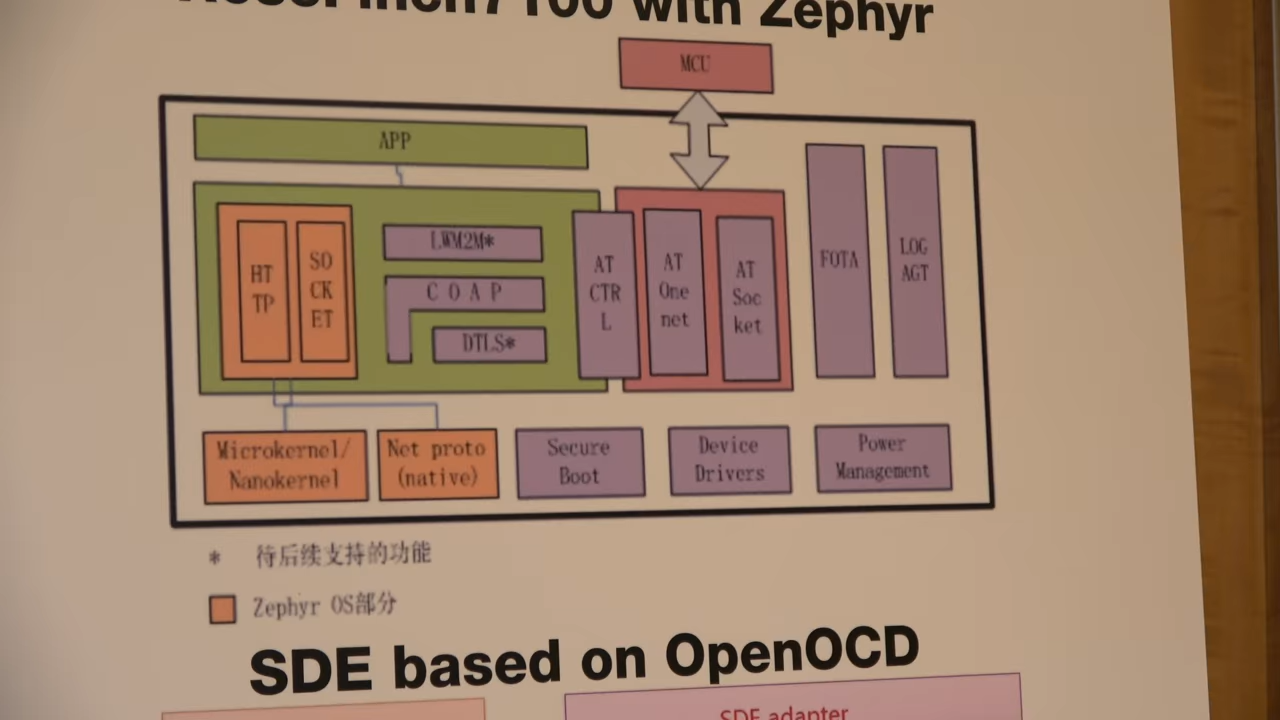 with Zephyr
MCU
APP
HT
TP
SO
CK
ET
LWM2M*
COAP
DTLS*
AT
CTR
L
AT
One
net
AT
Soc
ket
FOTA
LOG
AGT
Microkernel/
Nanokernel
Net proto
(native)
Secure
Boot
Device
Drivers
Power
Management
* 待后续支持的功能
Zephyr OS部分
SDE based on OpenOCD
SDE adapter